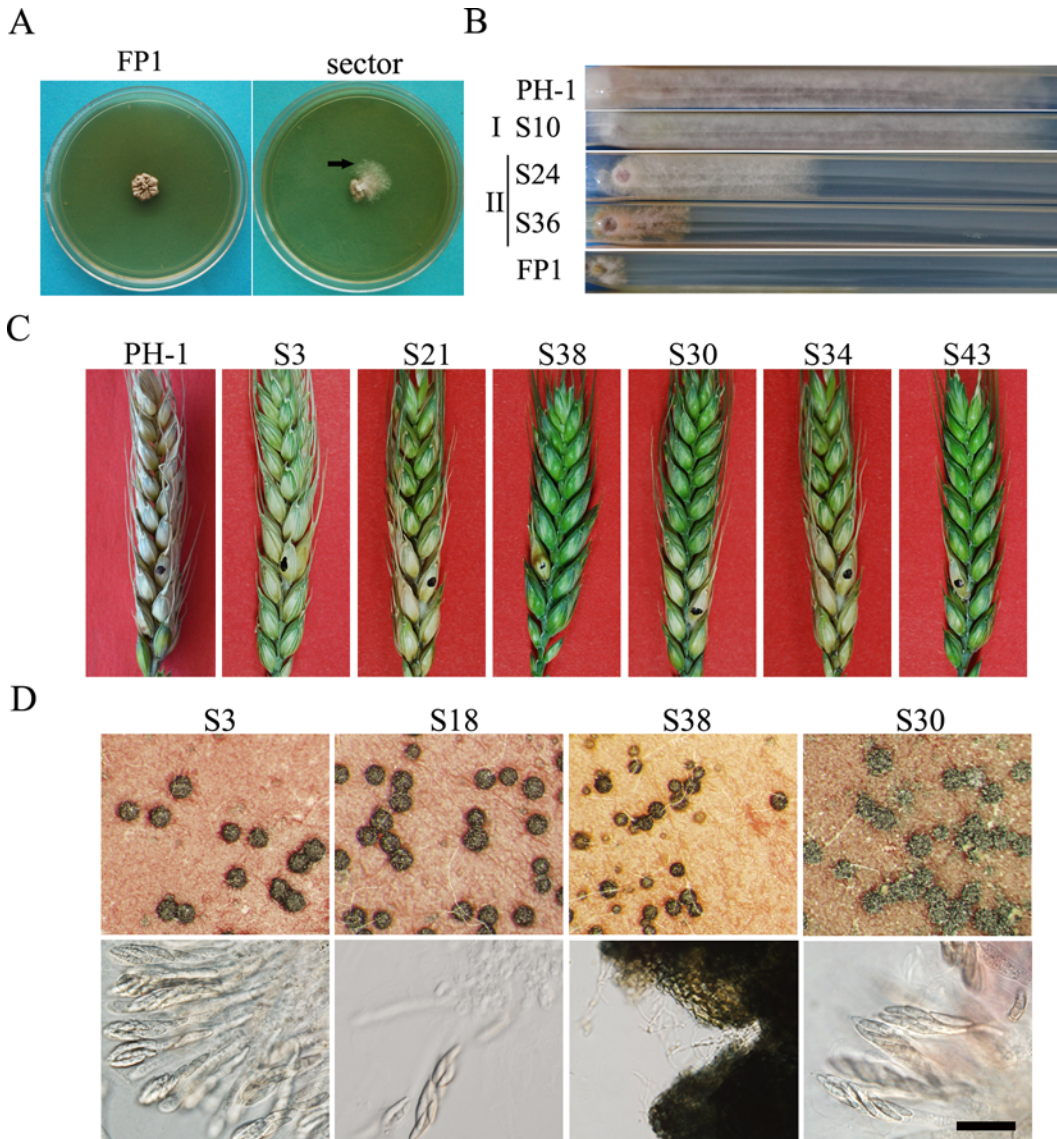 A
FP1 sector
B
PH-1
I S10
S24
II
S36
FP1
C
PH-1 S3 S21 S38 S30 S34 S43
D
S3 S18 S38 S30